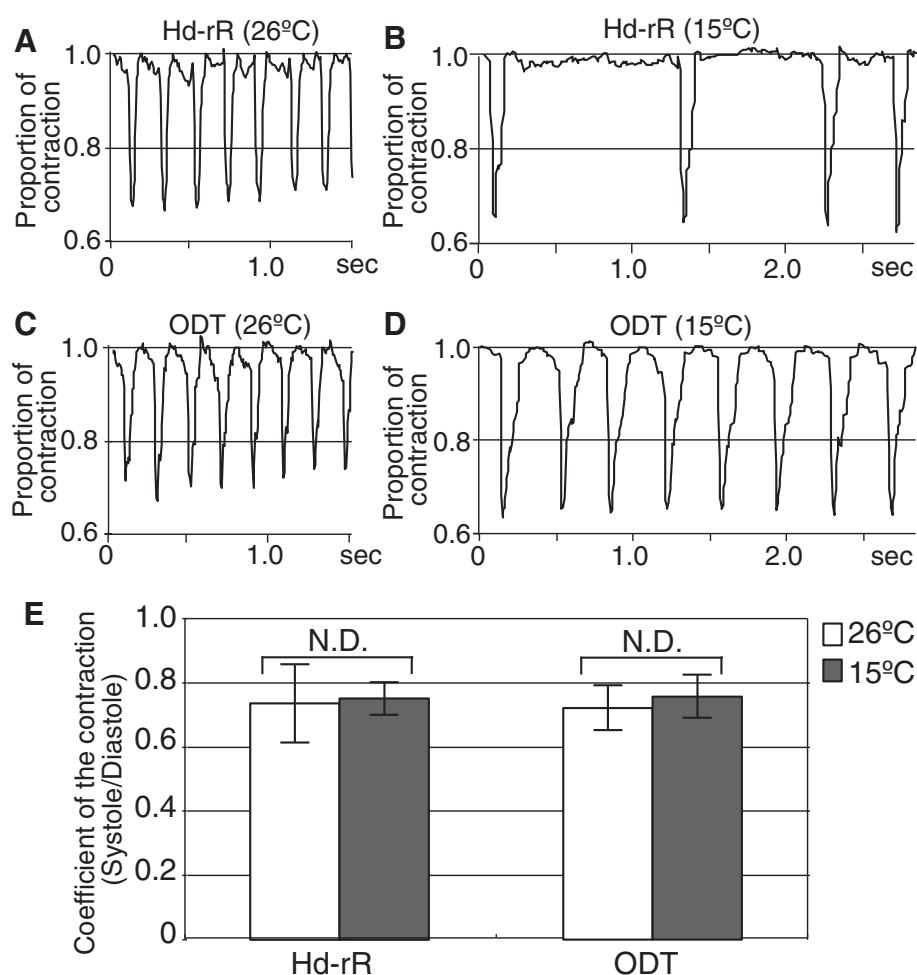 A
Hd-rR (26ºC)
Proportion of
contraction
1.0
0.8
0.6
0
1.0
sec
B
Hd-rR (15ºC)
Proportion of
contraction
1.0
0.8
0.6
0
1.0
2.0
sec
C
ODT (26ºC)
Proportion of
contraction
1.0
0.8
0.6
0
1.0
sec
D
ODT (15ºC)
Proportion of
contraction
1.0
0.8
0.6
0
1.0
2.0
sec
E
Coefficient of the contraction
(Systole/Diastole)
1.0
0.8
0.6
0.4
0.2
0
N.D.
N.D.
26ºC
15ºC
Hd-rR
ODT